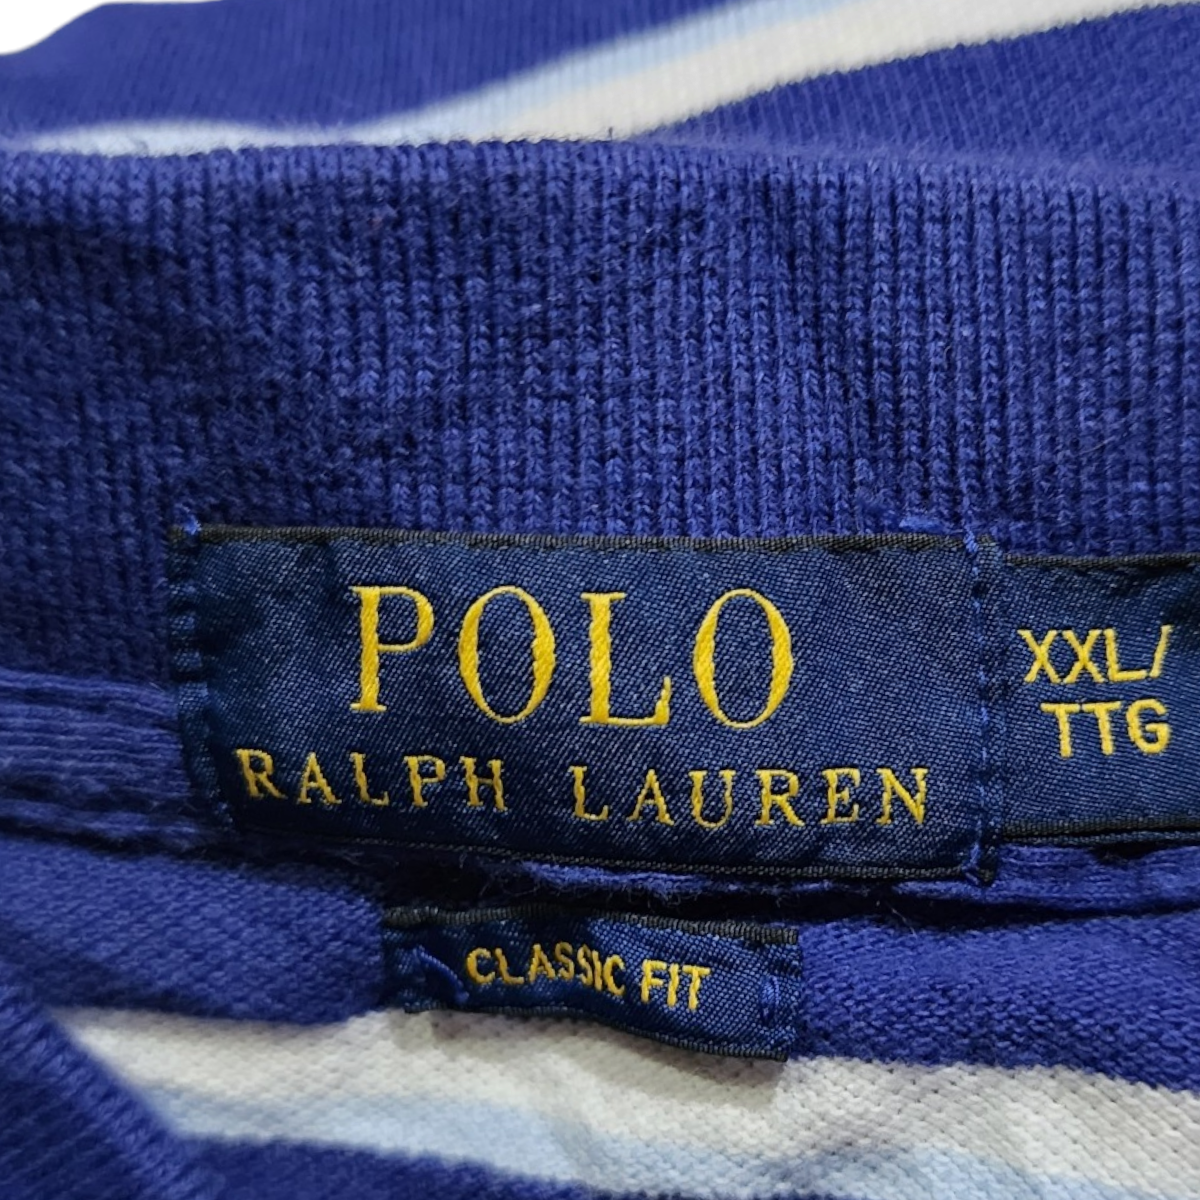 POLO
RALPH LAUREN
XXL/
TTG
CLASSIC FIT